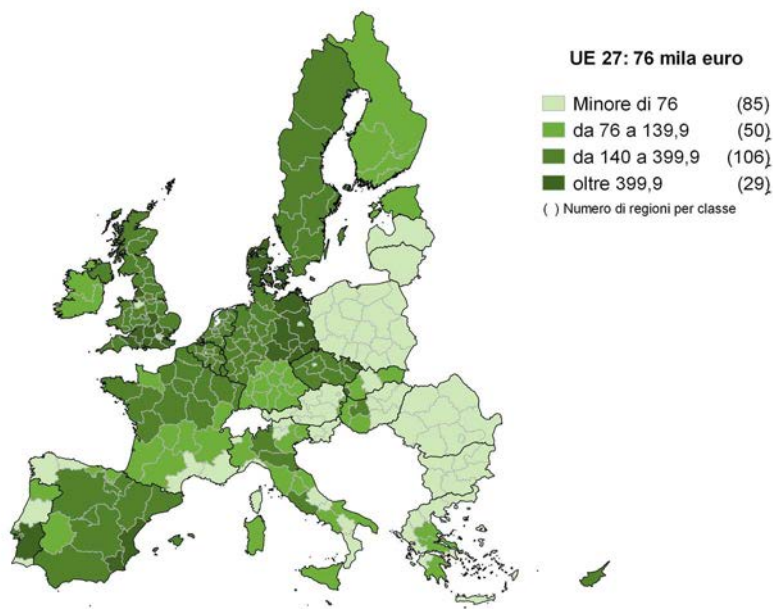 UE 27: 76 mila euro
Minore di 76 (85)
da 76 a 139,9 (50)
da 140 a 399,9 (106)
oltre 399,9 (29)
( ) Numero di regioni per classe